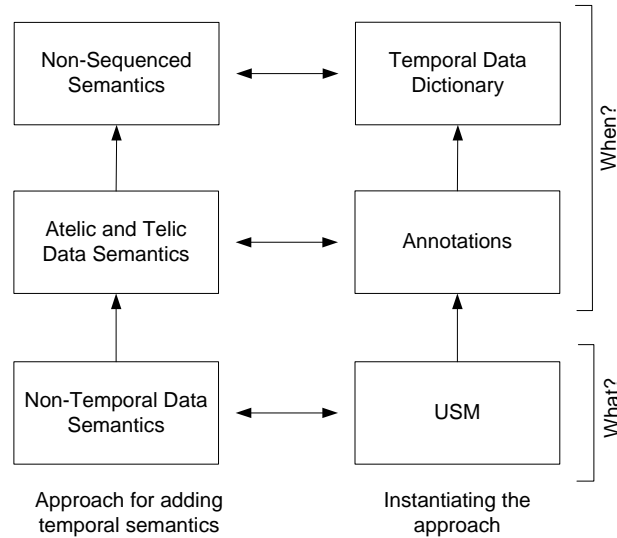 Non-Sequenced
Semantics
Temporal Data
Dictionary
When?
Atelic and Telic
Data Semantics
Annotations
Non-Temporal Data
Semantics
USM
What?
Approach for adding
temporal semantics
Instantiating the
approach